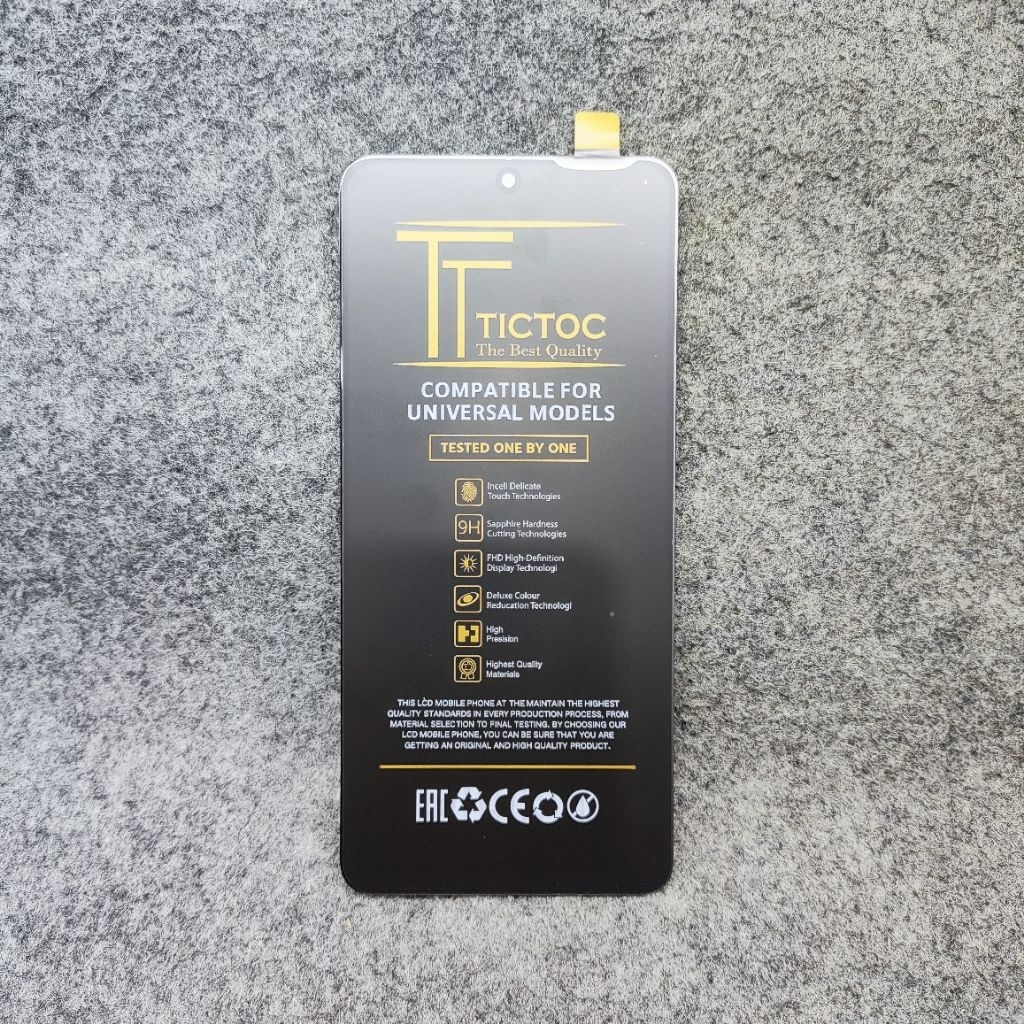 TT
TICTOC
The Best Quality
COMPATIBLE FOR
UNIVERSAL MODELS
TESTED ONE BY ONE
Incell Delicate
Touch Technologies
9H
Sapphire Hardness
Cutting Technologies
FHD High-Definition
Display Technologi
Deluxe Colour
Reducation Technologi
High
Presision
Highest Quality
Materials
THIS LCD MOBILE PHONE AT THE MAINTAIN THE HIGHEST
QUALITY STANDARDS IN EVERY PRODUCTION PROCESS, FROM
MATERIAL SELECTION TO FINAL TESTING. BY CHOOSING OUR
LCD MOBILE PHONE, YOU CAN BE SURE THAT YOU ARE
GETTING AN ORIGINAL AND HIGH QUALITY PRODUCT.
EAC CE